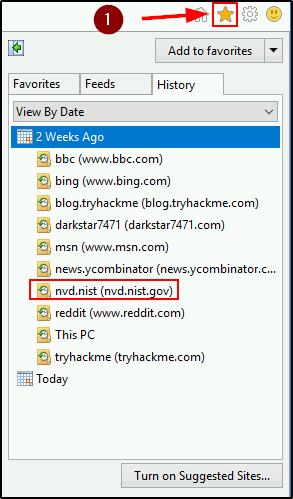 1
Add to favorites
Favorites Feeds History
View By Date
2 Weeks Ago
bbc (www.bbc.com)
bing (www.bing.com)
blog.tryhackme (blog.tryhackme.com)
darkstar7471 (darkstar7471.com)
msn (www.msn.com)
news.ycombinator (news.ycombinator.c...
nvd.nist (nvd.nist.gov)
reddit (www.reddit.com)
This PC
tryhackme (tryhackme.com)
Today
Turn on Suggested Sites...